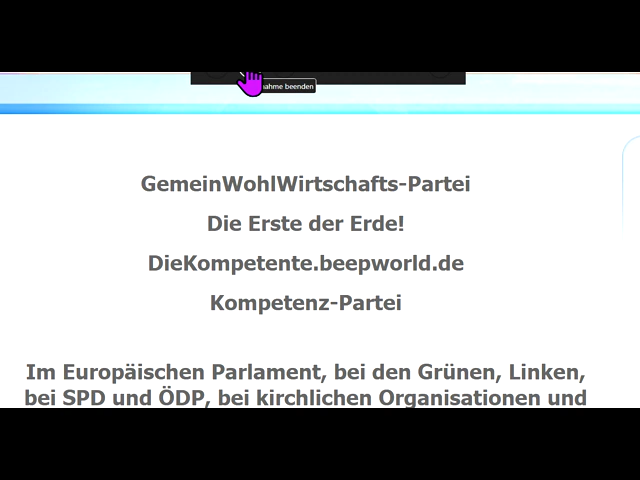 ahme beenden
GemeinWohlWirtschafts-Partei
Die Erste der Erde!
DieKompetente.beepworld.de
Kompetenz-Partei
Im Europäischen Parlament, bei den Grünen, Linken,
bei SPD und ÖDP, bei kirchlichen Organisationen und